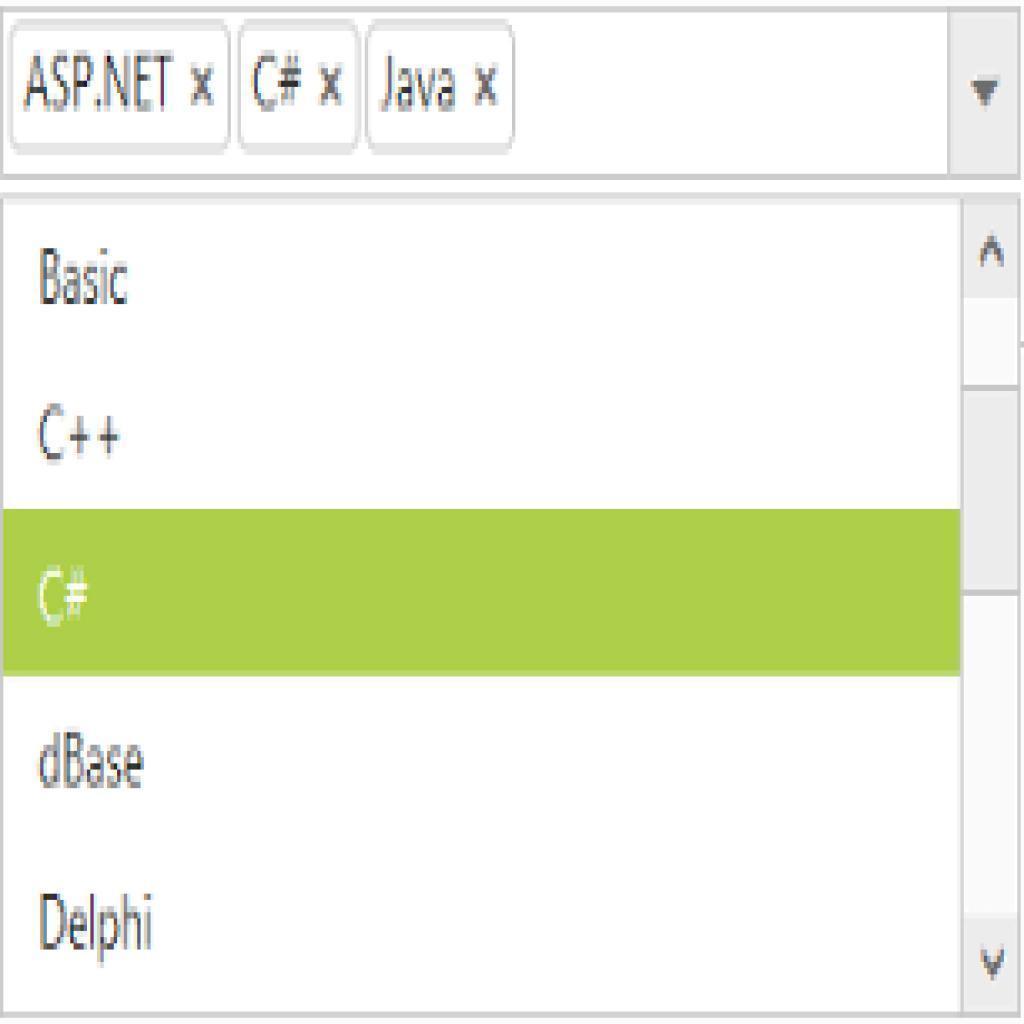 ASP.NET x C# x Java x
Basic
C++
C#
dBase
Delphi